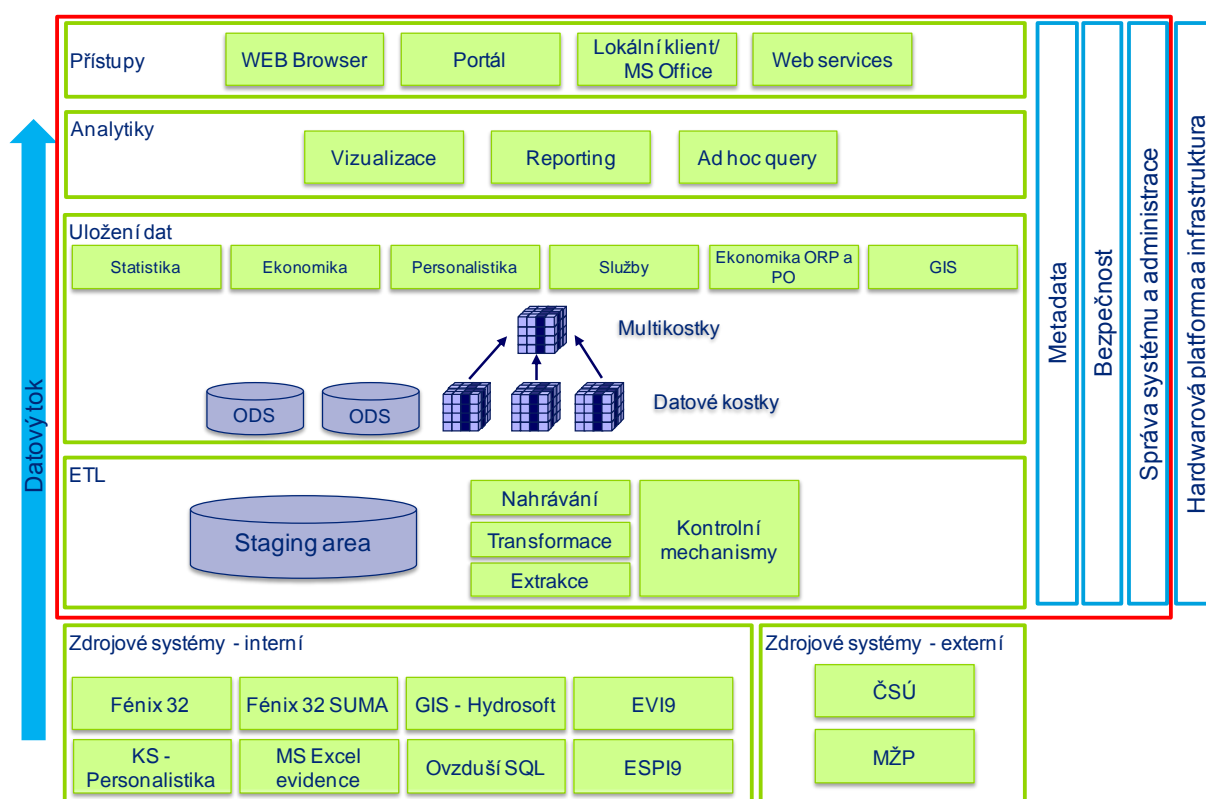 Přístupy
WEB Browser
Portál
Lokální klient/
MS Office
Web services
Analytiky
Vizualizace
Reporting
Ad hoc query
Uložení dat
Statistika
Ekonomika
Personalistika
Služby
Ekonomika ORP a
PO
GIS
Multikostky
ODS
ODS
Datové kostky
ETL
Staging area
Nahrávání
Transformace
Extrakce
Kontrolní
mechanismy
Zdrojové systémy - interní
Fénix 32
Fénix 32 SUMA
GIS - Hydrosoft
EVI9
KS -
Personalistika
MS Excel
evidence
Ovzduší SQL
ESPI9
Zdrojové systémy - externí
ČSÚ
MŽP
Datový tok
Metadata
Bezpečnost
Správa systému a administrace
Hardwarová platforma a infrastruktura